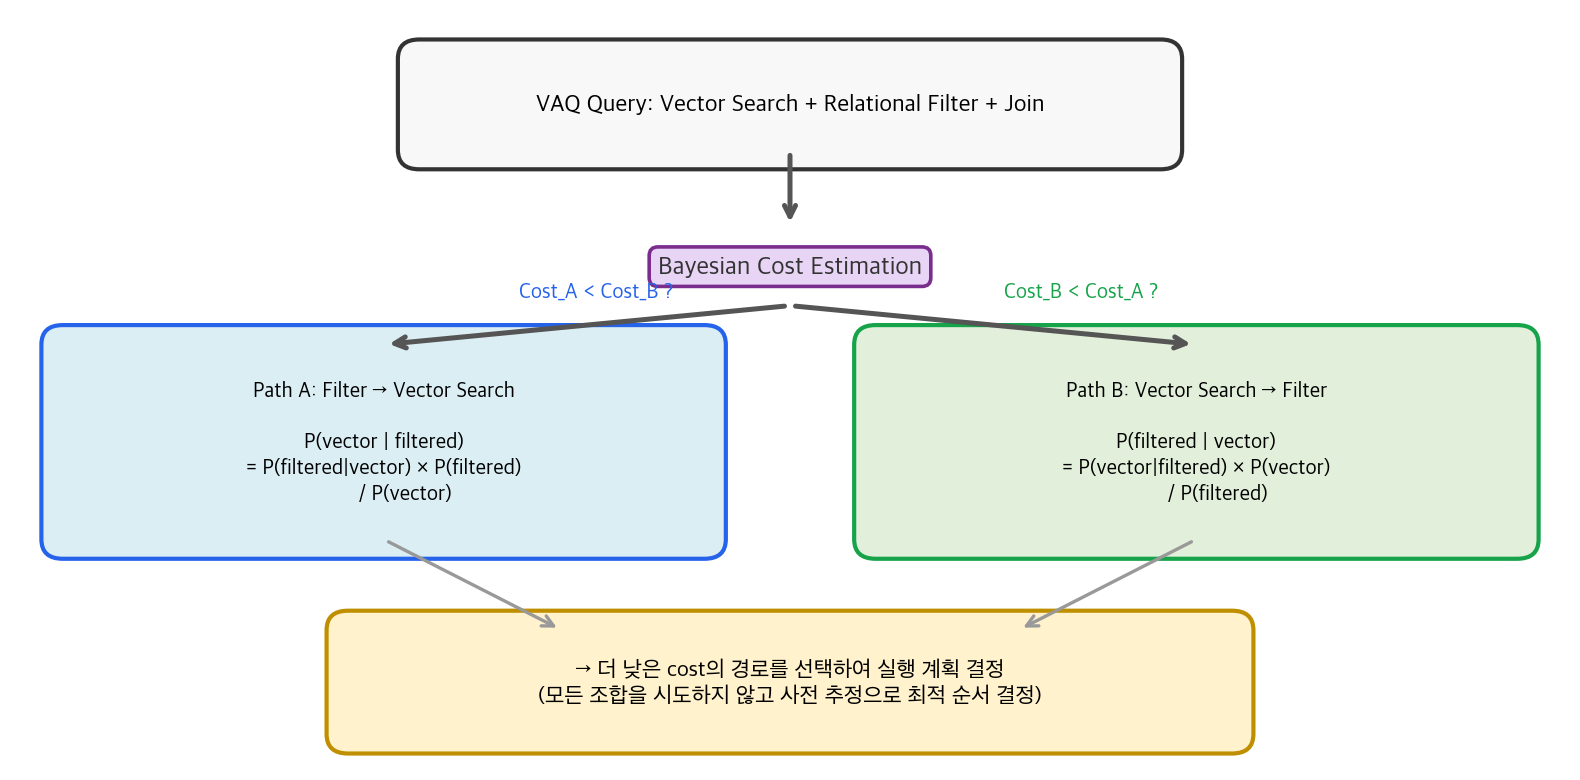 VAQ Query: Vector Search + Relational Filter + Join
Bayesian Cost Estimation
Cost_A < Cost_B ?
Cost_B < Cost_A ?
Path A: Filter → Vector Search
P(vector | filtered)
= P(filtered|vector) × P(filtered)
/ P(vector)
Path B: Vector Search → Filter
P(filtered | vector)
= P(vector|filtered) × P(vector)
/ P(filtered)
→ 더 낮은 cost의 경로를 선택하여 실행 계획 결정
(모든 조합을 시도하지 않고 사전 추정으로 최적 순서 결정)